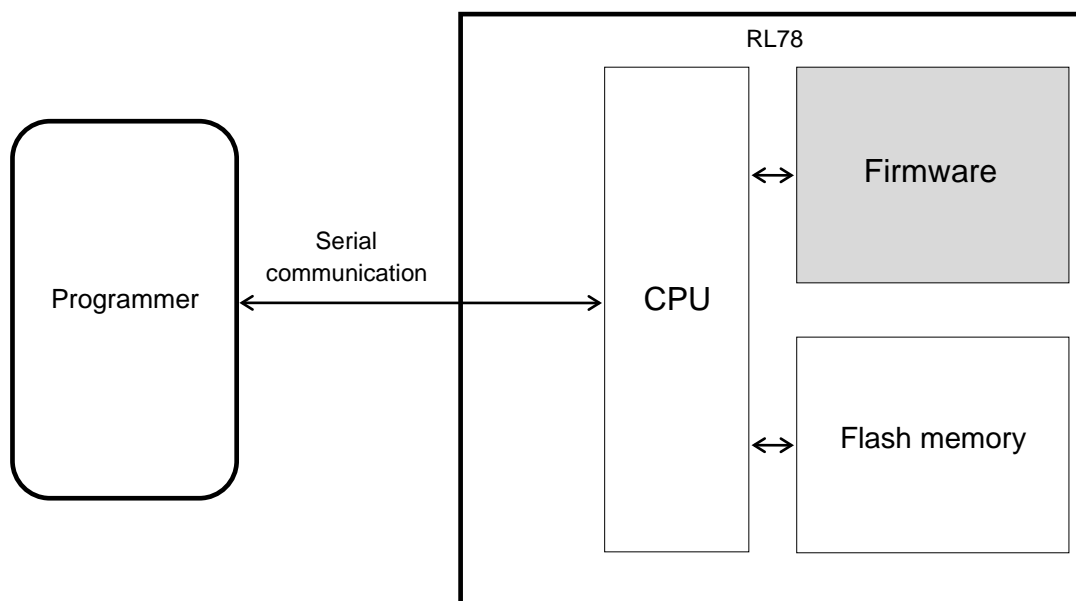 RL78
Firmware
Serial
communication
Programmer
CPU
Flash memory